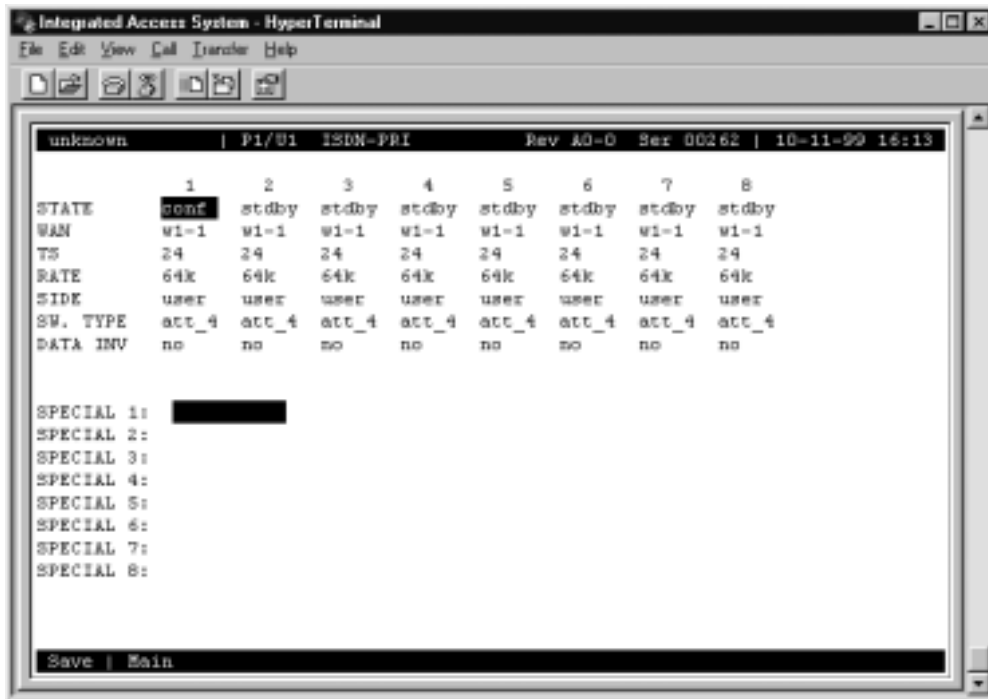 Integrated Access System - HyperTerminal
File Edit View Call Transfer Help
unknown | P1/U1 ISDN-PRI Rev A0-0 Ser 00262 | 10-11-99 16:13
1 2 3 4 5 6 7 8
STATE conf stdby stdby stdby stdby stdby stdby stdby
WAN w1-1 w1-1 w1-1 w1-1 w1-1 w1-1 w1-1 w1-1
TS 24 24 24 24 24 24 24 24
RATE 64k 64k 64k 64k 64k 64k 64k 64k
SIDE user user user user user user user user
SW. TYPE att_4 att_4 att_4 att_4 att_4 att_4 att_4 att_4
DATA INV no no no no no no no no
SPECIAL 1:
SPECIAL 2:
SPECIAL 3:
SPECIAL 4:
SPECIAL 5:
SPECIAL 6:
SPECIAL 7:
SPECIAL 8:
Save | Main